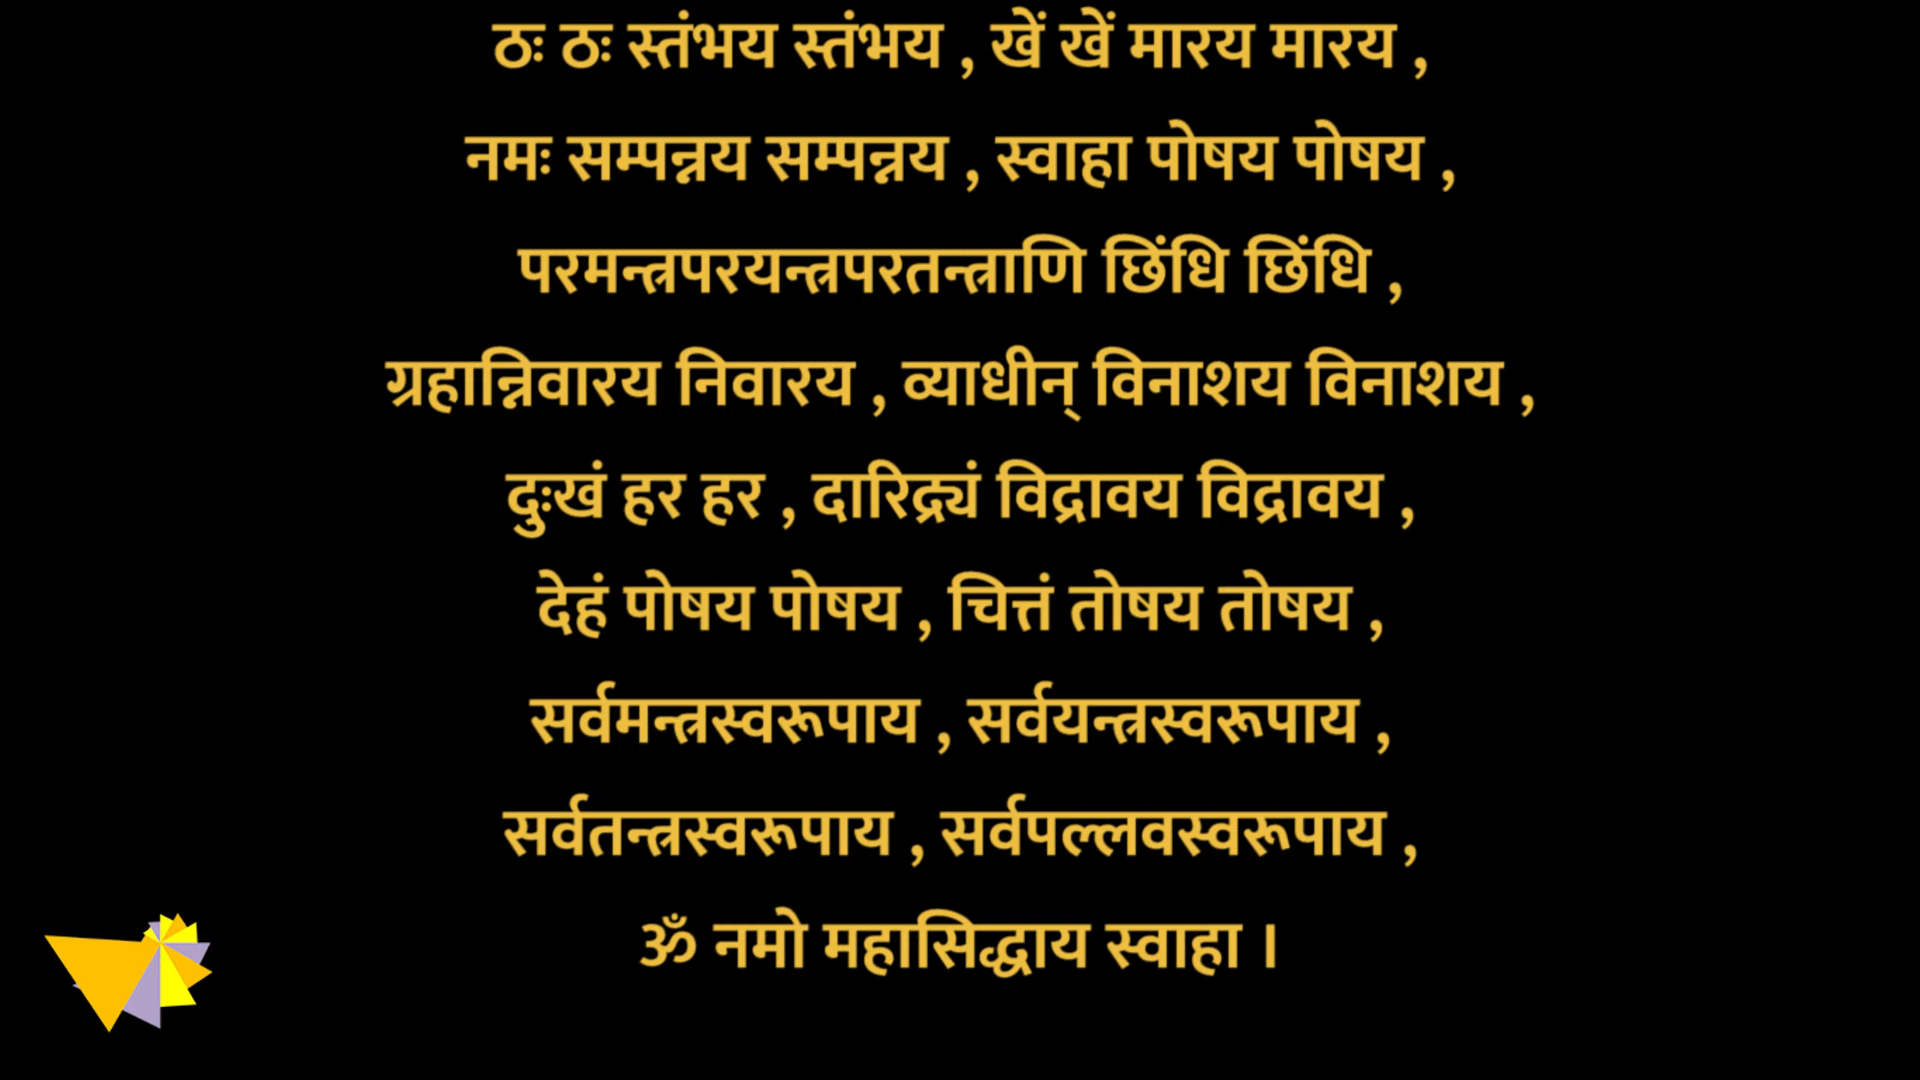 ठः ठः स्तंभय स्तंभय , खें खें मारय मारय ,
नमः सम्पन्नय सम्पन्नय , स्वाहा पोषय पोषय ,
परमन्त्रपरयन्त्रपरतन्त्राणि छिंधि छिंधि ,
ग्रहान्निवारय निवारय , व्याधीन् विनाशय विनाशय ,
दुःखं हर हर , दारिद्र्यं विद्रावय विद्रावय ,
देहं पोषय पोषय , चित्तं तोषय तोषय ,
सर्वमन्त्रस्वरूपाय , सर्वयन्त्रस्वरूपाय ,
सर्वतन्त्रस्वरूपाय , सर्वपल्लवस्वरूपाय ,
ॐ नमो महासिद्धाय स्वाहा ।